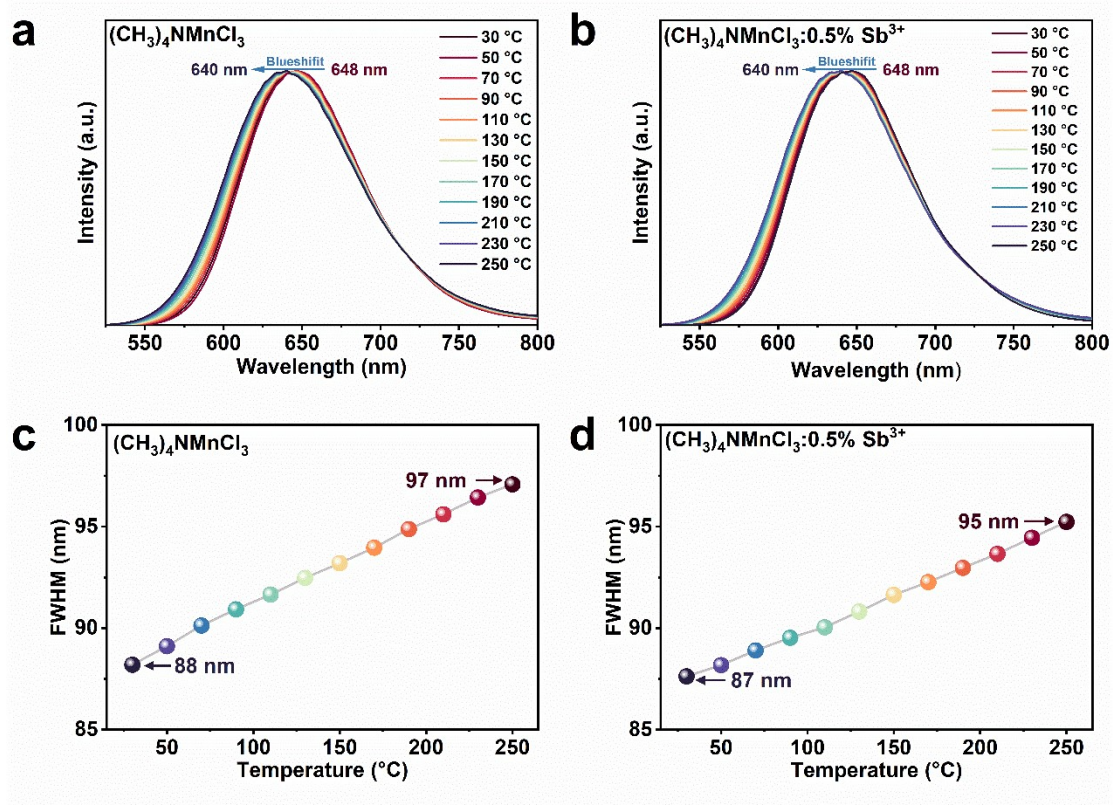 a
(CH3)4NMnCl3
640 nm
Blueshifit
648 nm
30 °C
50 °C
70 °C
90 °C
110 °C
130 °C
150 °C
170 °C
190 °C
210 °C
230 °C
250 °C
Intensity (a.u.)
550
600
650
700
750
800
Wavelength (nm)
b
(CH3)4NMnCl3:0.5% Sb3+
640 nm
Blueshifit
648 nm
30 °C
50 °C
70 °C
90 °C
110 °C
130 °C
150 °C
170 °C
190 °C
210 °C
230 °C
250 °C
Intensity (a.u.)
550
600
650
700
750
800
Wavelength (nm)
c
(CH3)4NMnCl3
97 nm
88 nm
FWHM (nm)
100
95
90
85
50
100
150
200
250
Temperature (°C)
d
(CH3)4NMnCl3:0.5% Sb3+
95 nm
87 nm
FWHM (nm)
100
95
90
85
50
100
150
200
250
Temperature (°C)